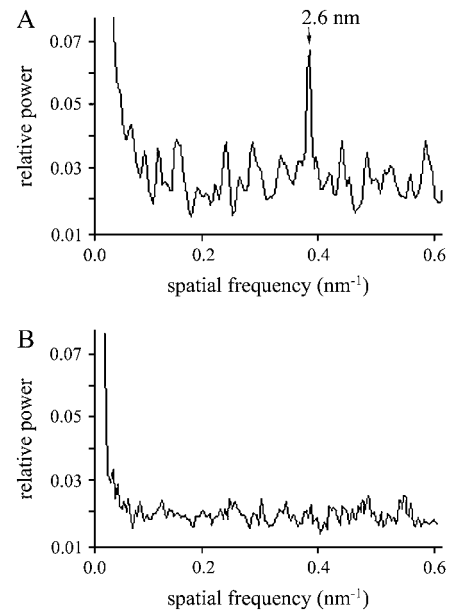 A
2.6 nm
0.07
0.05
0.03
0.01
relative power
0.0
0.2
0.4
0.6
spatial frequency (nm⁻¹)
B
0.07
0.05
0.03
0.01
relative power
0.0
0.2
0.4
0.6
spatial frequency (nm⁻¹)